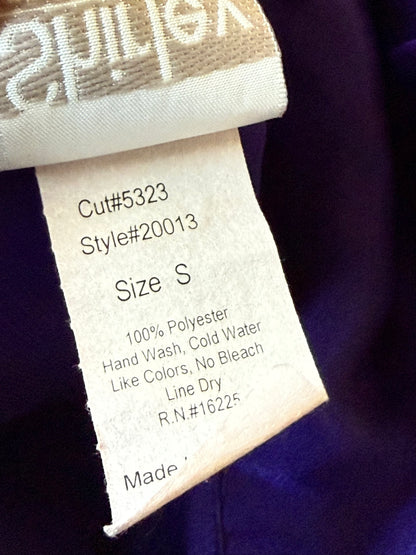 Cut#5323
Style#20013
Size S
100% Polyester
Hand Wash, Cold Water
Like Colors, No Bleach
Line Dry
R.N.#16225
Made